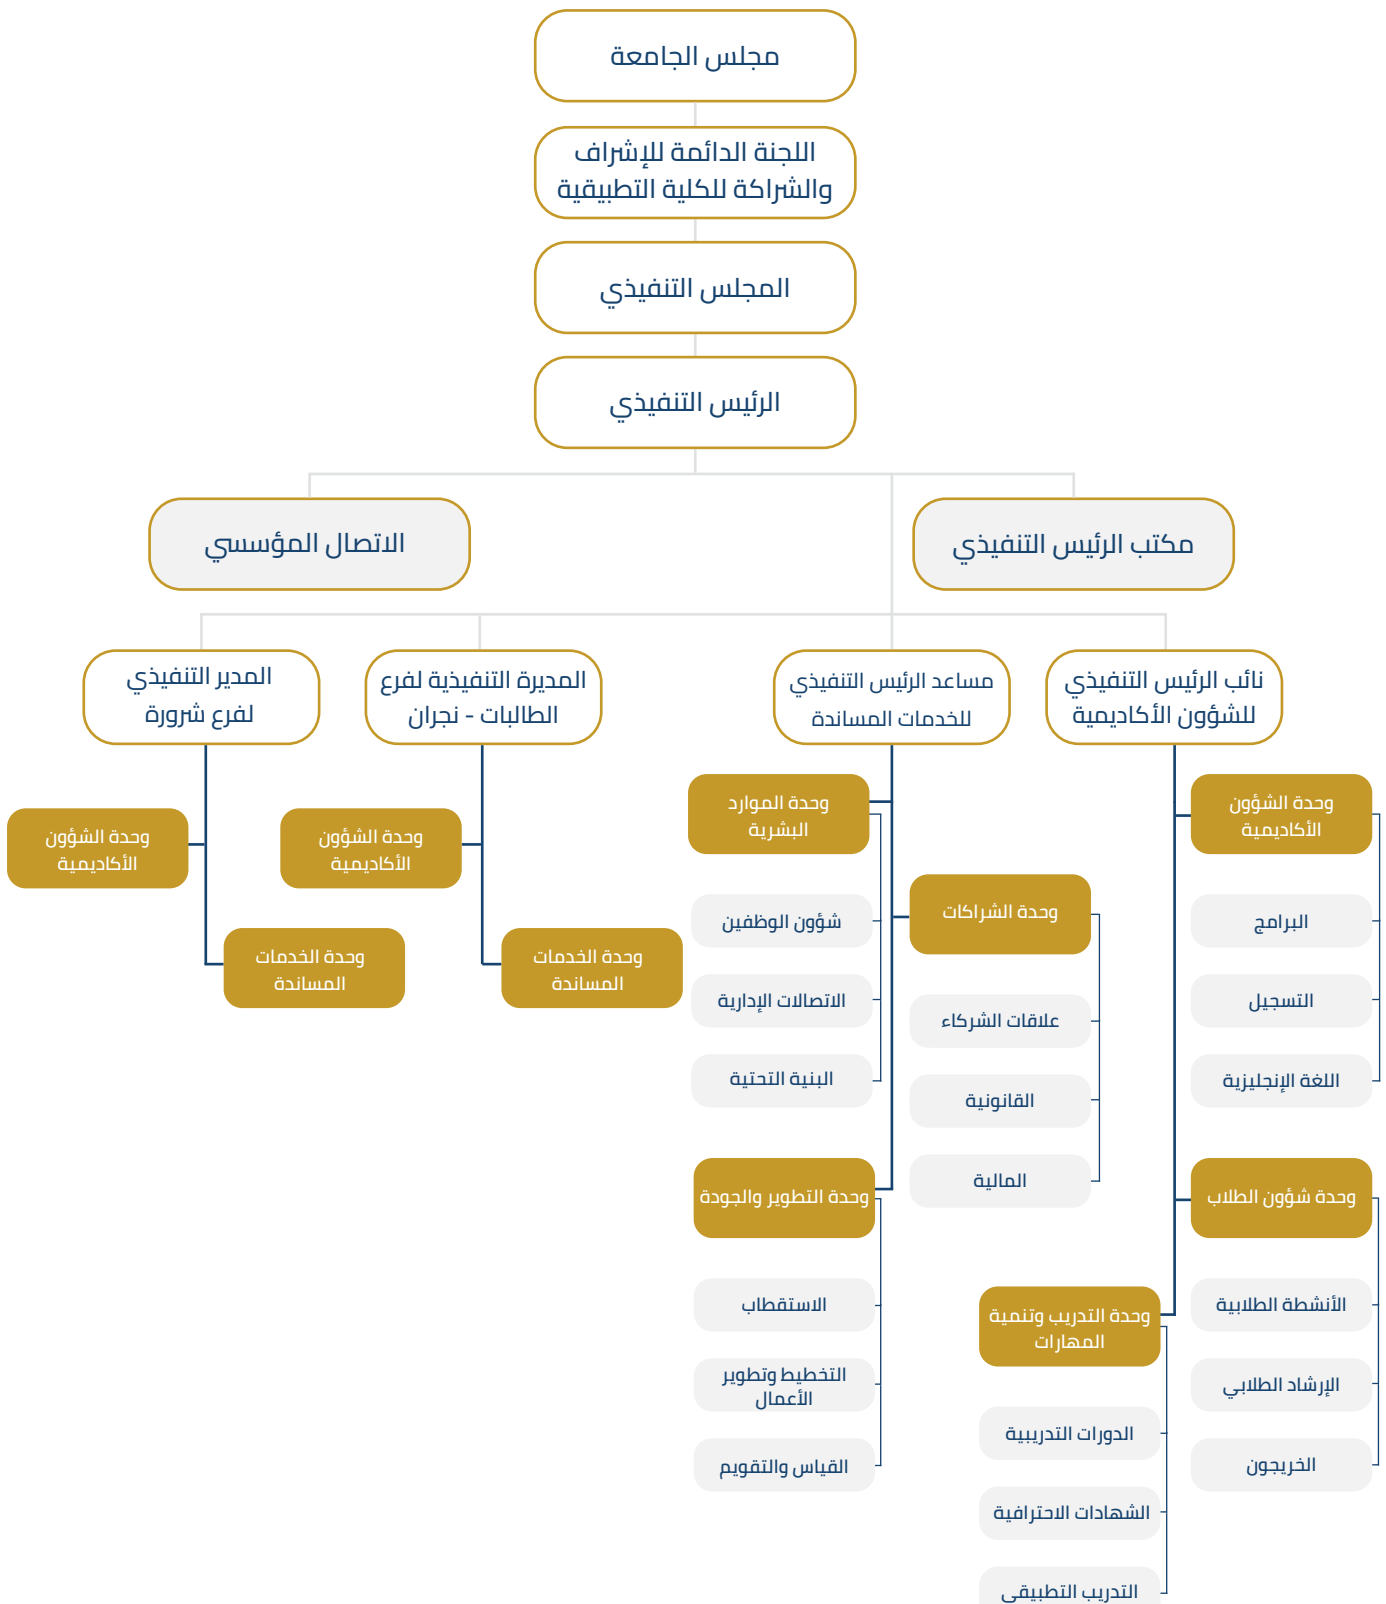 مجلس الجامعة
اللجنة الدائمة للإشراف
والشراكة للكلية التطبيقية
المجلس التنفيذي
الرئيس التنفيذي
مكتب الرئيس التنفيذي
الاتصال المؤسسي
نائب الرئيس التنفيذي
للشؤون الأكاديمية
مساعد الرئيس التنفيذي
للخدمات المساندة
المديرة التنفيذية لفرع
الطالبات - نجران
المدير التنفيذي
لفرع شرورة
وحدة الشؤون
الأكاديمية
البرامج
التسجيل
اللغة الإنجليزية
وحدة شؤون الطلاب
الأنشطة الطلابية
الإرشاد الطلابي
الخريجون
وحدة التدريب وتنمية
المهارات
الدورات التدريبية
الشهادات الاحترافية
التدريب التطبيقي
وحدة الموارد
البشرية
شؤون الوظفين
الاتصالات الإدارية
البنية التحتية
وحدة الشراكات
علاقات الشركاء
القانونية
المالية
وحدة التطوير والجودة
الاستقطاب
التخطيط وتطوير
الأعمال
القياس والتقويم
وحدة الشؤون
الأكاديمية
وحدة الخدمات
المساندة
وحدة الشؤون
الأكاديمية
وحدة الخدمات
المساندة